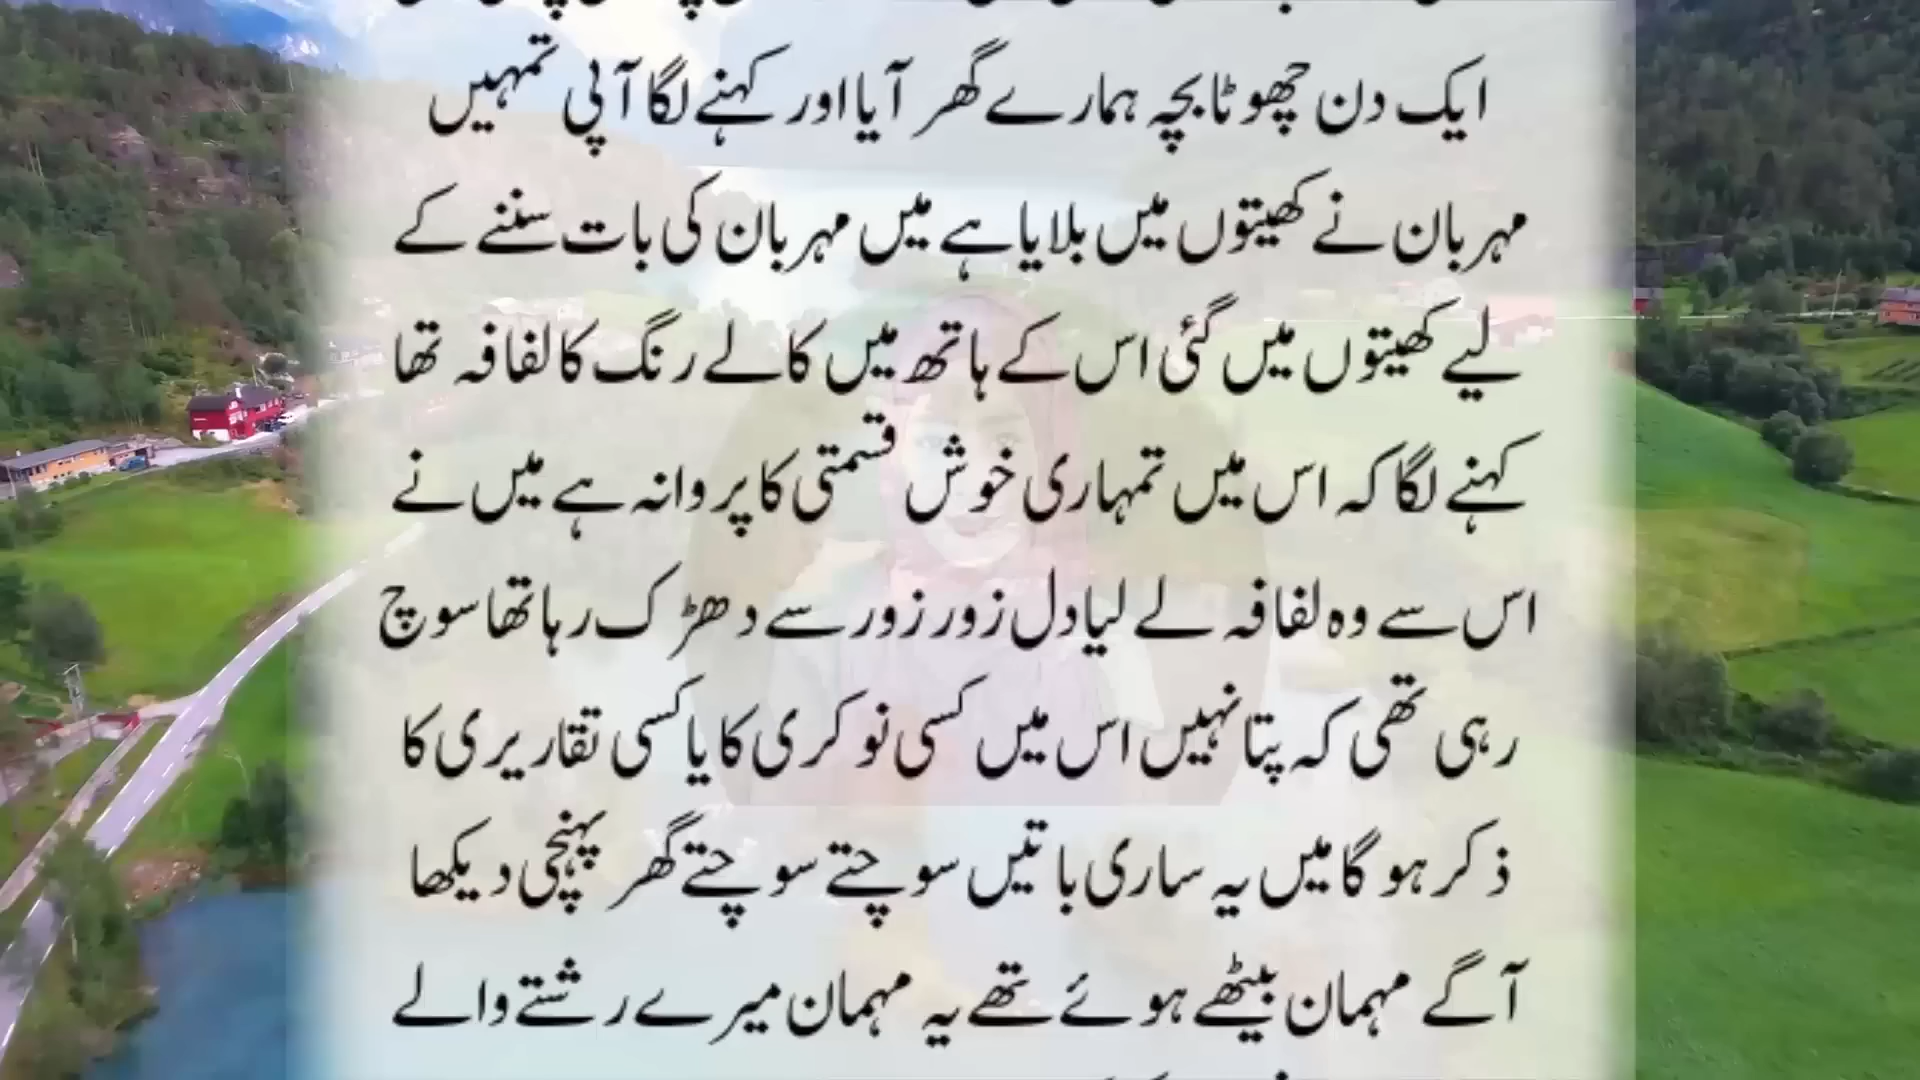 ایک دن چھوٹا بچہ ہمارے گھر آیا اور کہنے لگا آپی تمہیں
مہربان نے کھیتوں میں بلایا ہے میں مہربان کی بات سننے کے
لیے کھیتوں میں گئی اس کے ہاتھ میں کالے رنگ کا لفافہ تھا
کہنے لگا کہ اس میں تمہاری خوش قسمتی کا پروانہ ہے میں نے
اس سے وہ لفافہ لے لیا دل زور زور سے دھڑک رہا تھا سوچ
رہی تھی کہ پتا نہیں اس میں کسی نوکری کا یا کسی تقاریری کا
ذکر ہو گا میں یہ ساری باتیں سوچتے سوچتے گھر پہنچی دیکھا
آگے مہمان بیٹھے ہوئے تھے یہ مہمان میرے رشتے والے